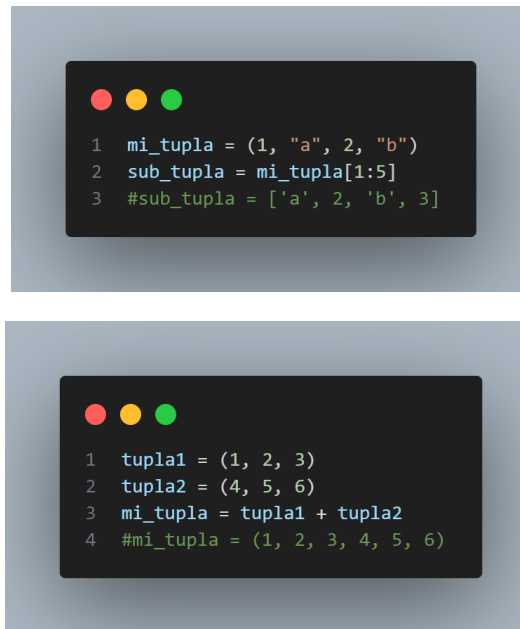 1 mi_tupla = (1, "a", 2, "b")
2 sub_tupla = mi_tupla[1:5]
3 #sub_tupla = ['a', 2, 'b', 3]
1 tupla1 = (1, 2, 3)
2 tupla2 = (4, 5, 6)
3 mi_tupla = tupla1 + tupla2
4 #mi_tupla = (1, 2, 3, 4, 5, 6)